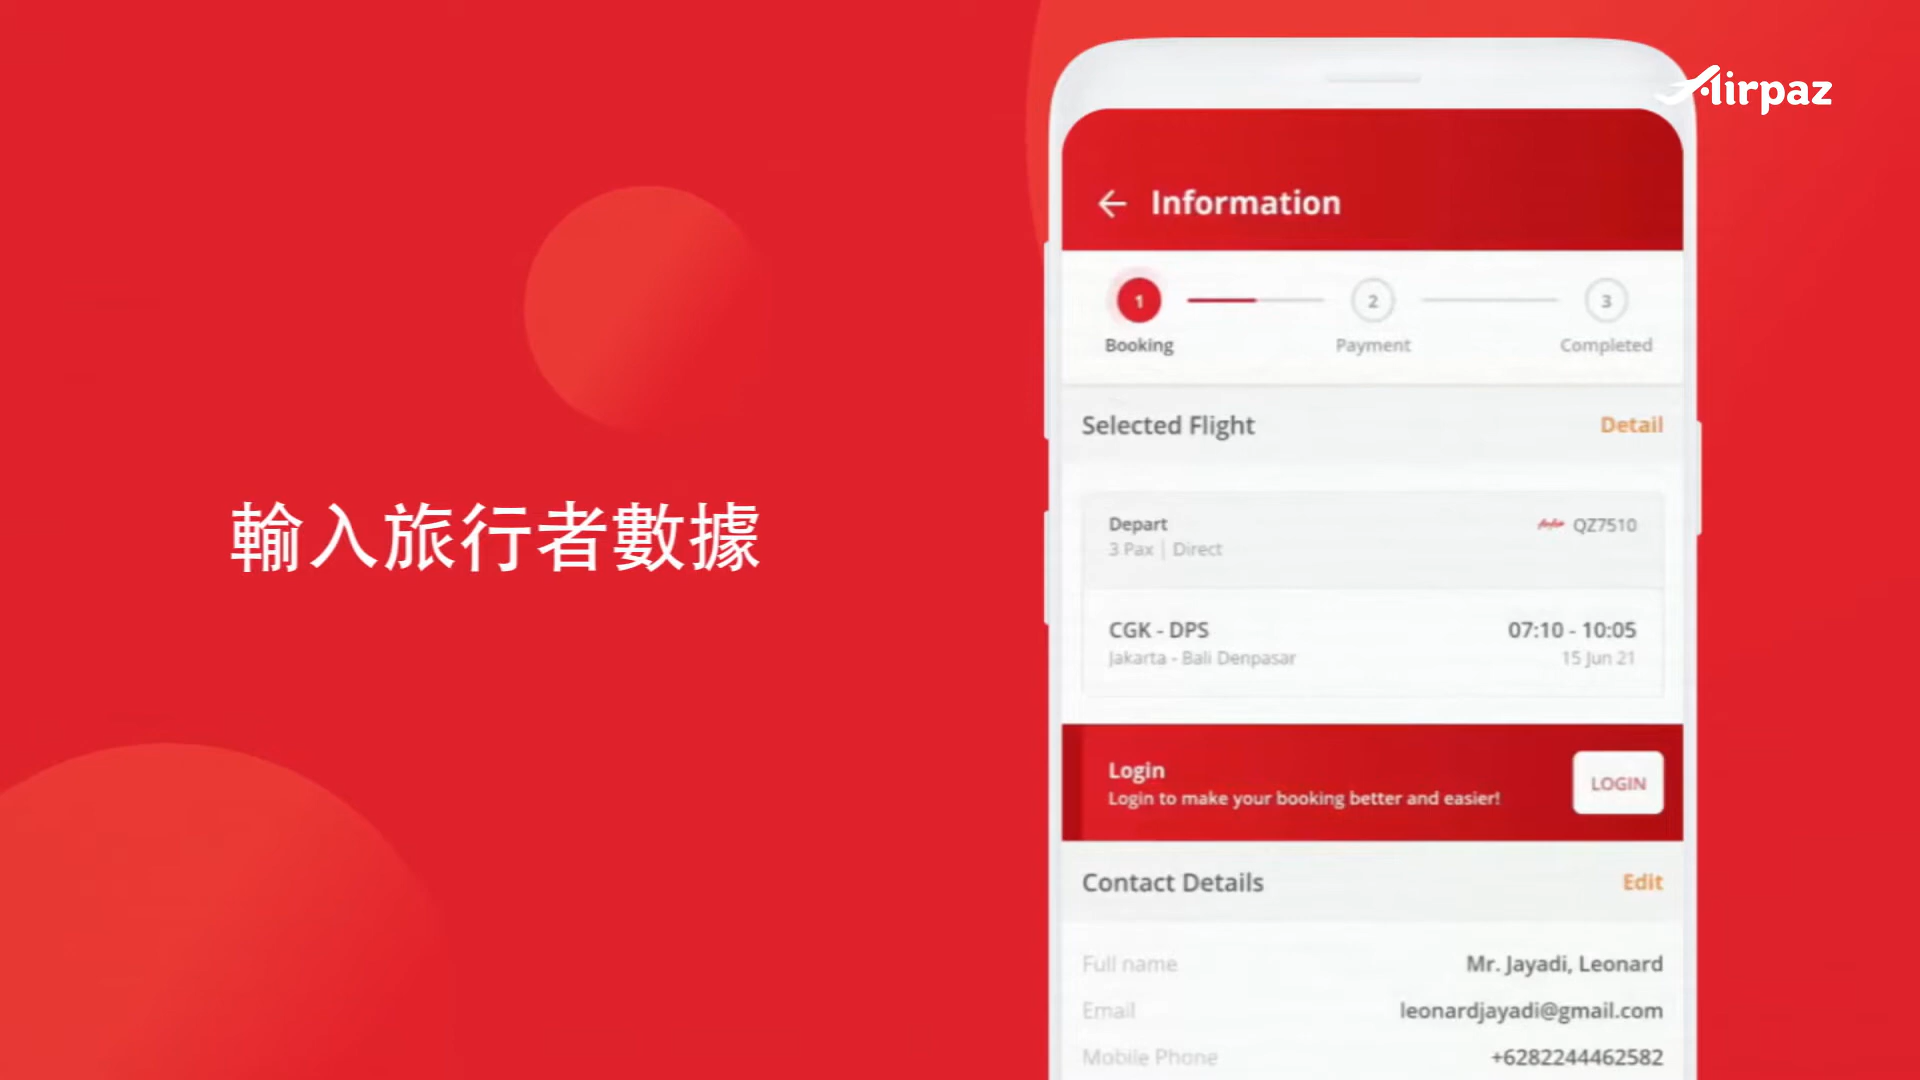 Airpaz
輸入旅行者數據
Information
1
2
3
Booking
Payment
Completed
Selected Flight
Detail
Depart
QZ7510
3 Pax | Direct
CGK - DPS
07:10 - 10:05
Jakarta - Bali Denpasar
15 Jun 21
Login
Login to make your booking better and easier!
LOGIN
Contact Details
Edit
Full name
Mr. Jayadi, Leonard
Email
leonardjayadi@gmail.com
Mobile Phone
+6282244462582